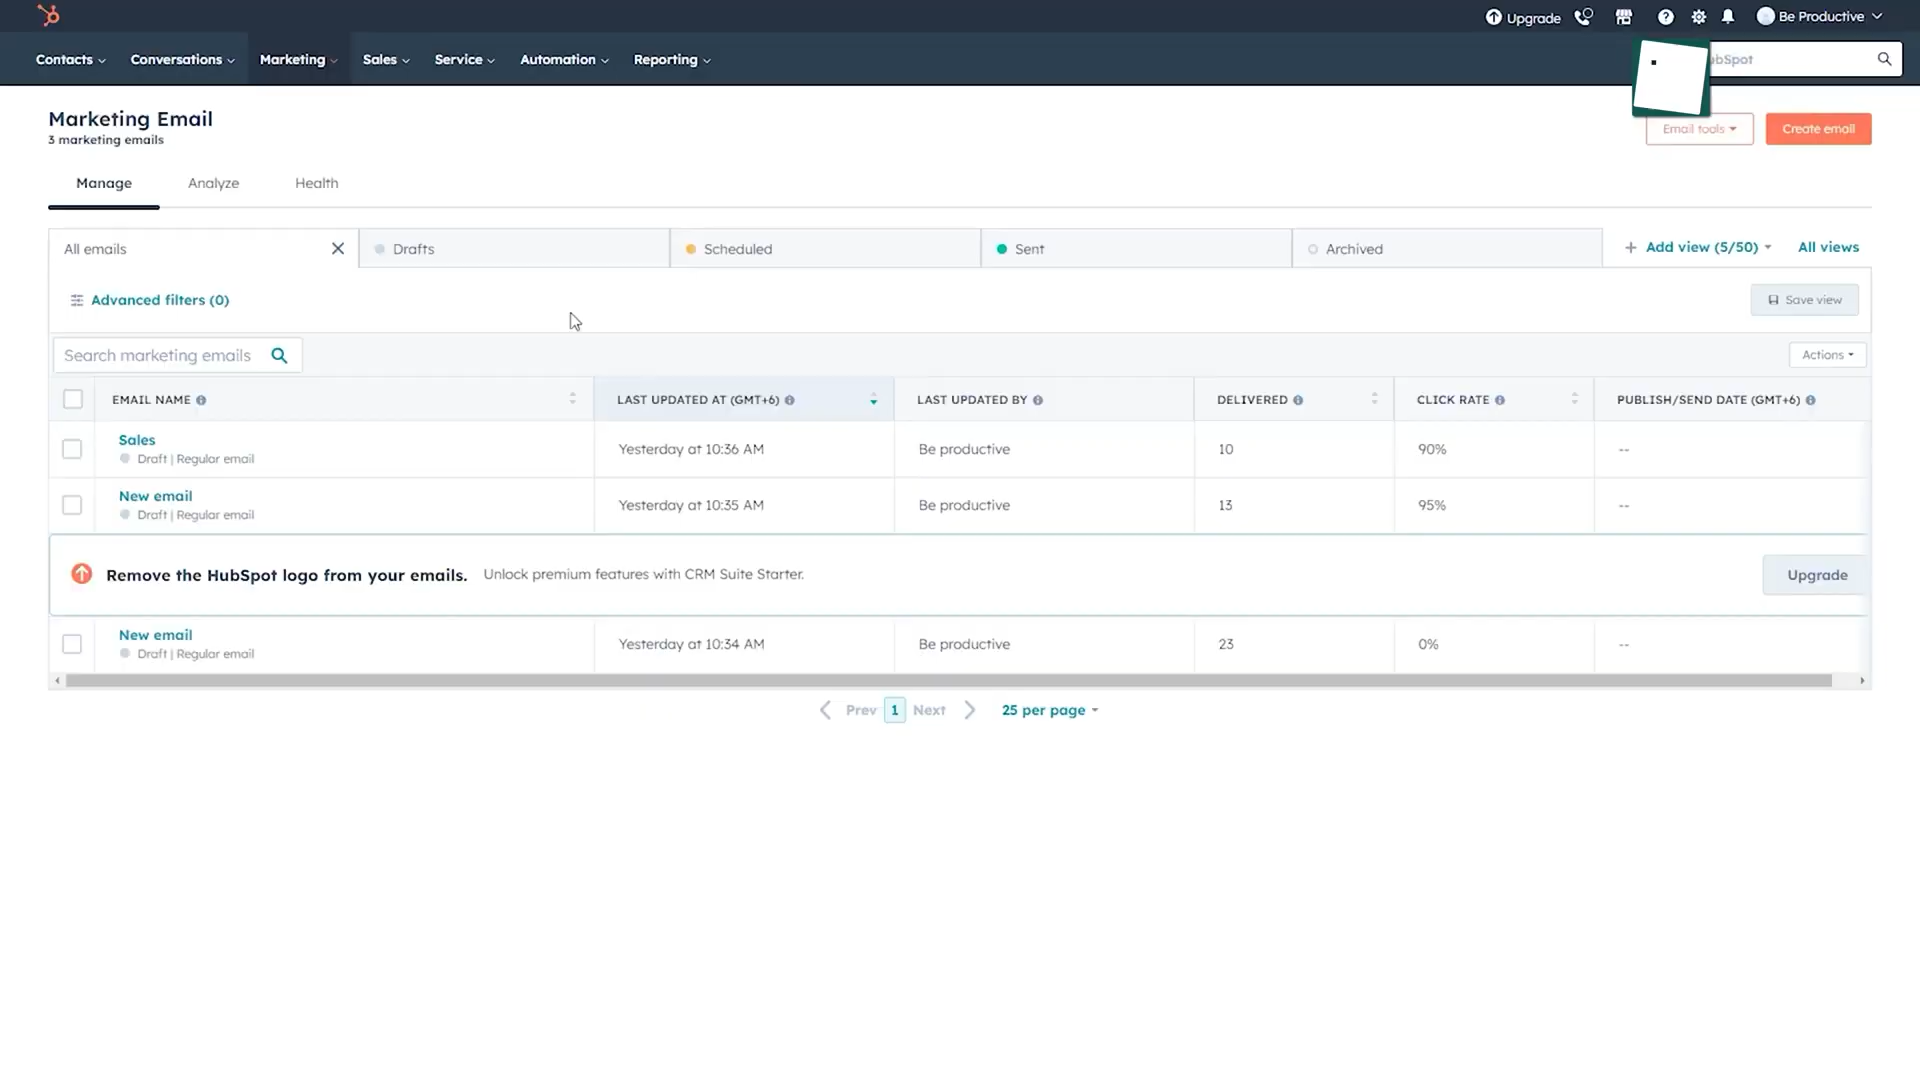 Upgrade
Be Productive
Contacts
Conversations
Marketing
Sales
Service
Automation
Reporting
bSpot
Marketing Email
3 marketing emails
Email tools
Create email
Manage
Analyze
Health
All emails
Drafts
Scheduled
Sent
Archived
+ Add view (5/50)
All views
Advanced filters (0)
Save view
Search marketing emails
Actions
EMAIL NAME
LAST UPDATED AT (GMT+6)
LAST UPDATED BY
DELIVERED
CLICK RATE
PUBLISH/SEND DATE (GMT+6)
Sales
Draft | Regular email
Yesterday at 10:36 AM
Be productive
10
90%
--
New email
Draft | Regular email
Yesterday at 10:35 AM
Be productive
13
95%
--
Remove the HubSpot logo from your emails. Unlock premium features with CRM Suite Starter.
Upgrade
New email
Draft | Regular email
Yesterday at 10:34 AM
Be productive
23
0%
--
Prev 1 Next
25 per page